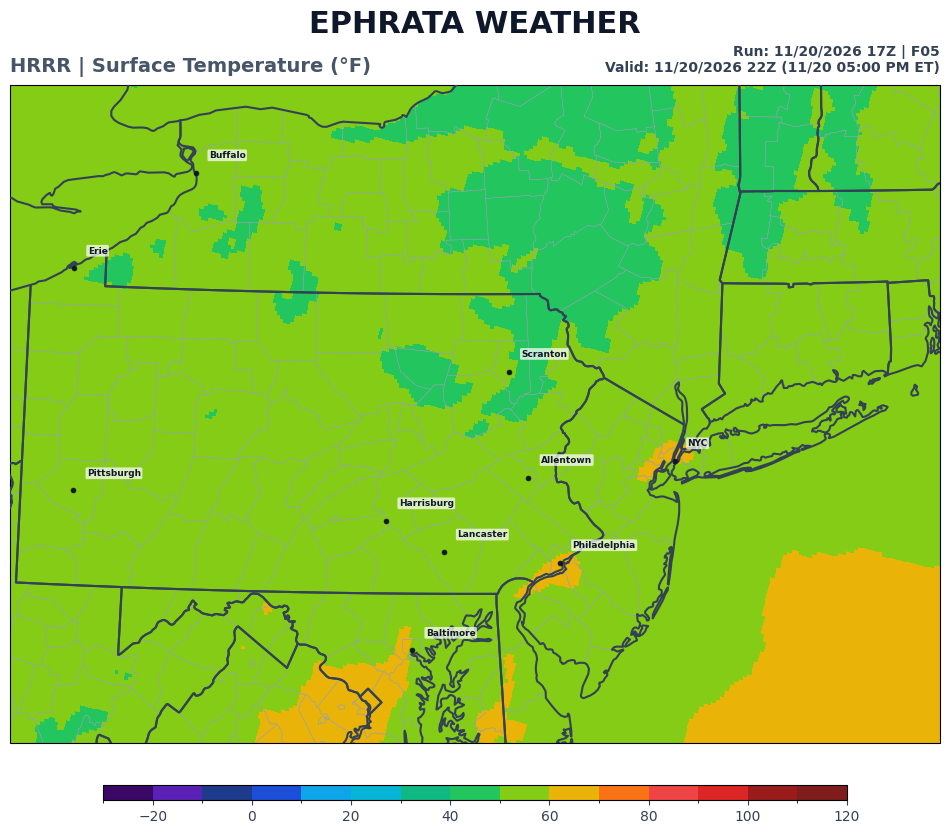 EPHRATA WEATHER
HRRR | Surface Temperature (°F)
Run: 11/20/2026 17Z | F05
Valid: 11/20/2026 22Z (11/20 05:00 PM ET)
Buffalo
Erie
Scranton
NYC
Allentown
Pittsburgh
Harrisburg
Lancaster
Philadelphia
Baltimore
−20 0 20 40 60 80 100 120